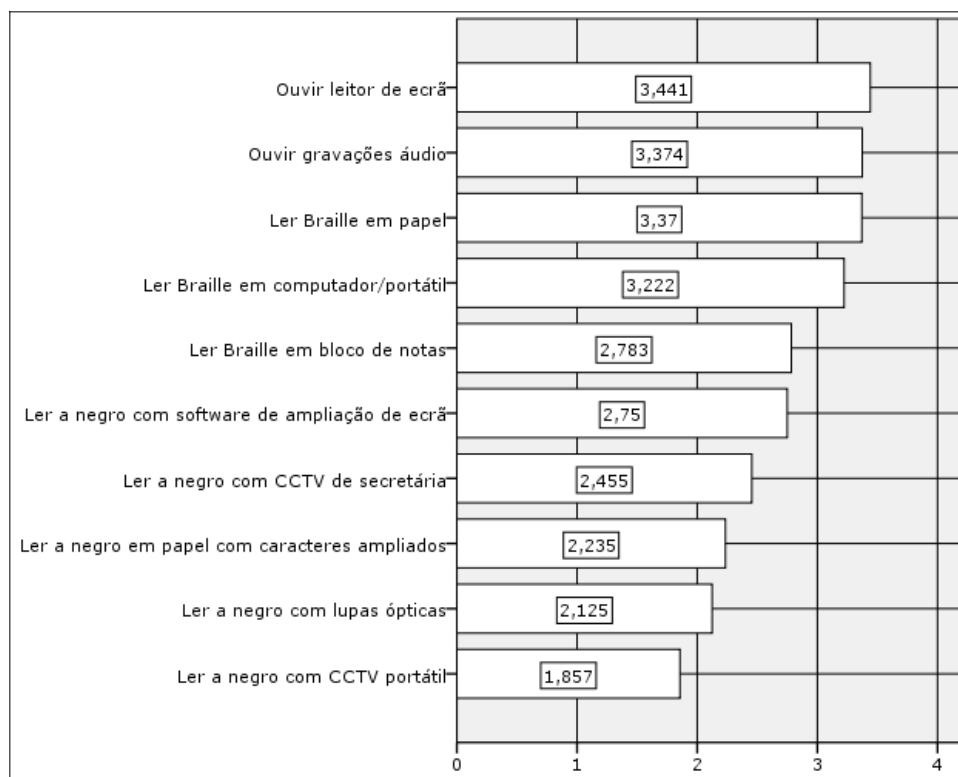 Ouvir leitor de ecrã 3,441
Ouvir gravações áudio 3,374
Ler Braille em papel 3,37
Ler Braille em computador/portátil 3,222
Ler Braille em bloco de notas 2,783
Ler a negro com software de ampliação de ecrã 2,75
Ler a negro com CCTV de secretária 2,455
Ler a negro em papel com caracteres ampliados 2,235
Ler a negro com lupas ópticas 2,125
Ler a negro com CCTV portátil 1,857
0 1 2 3 4